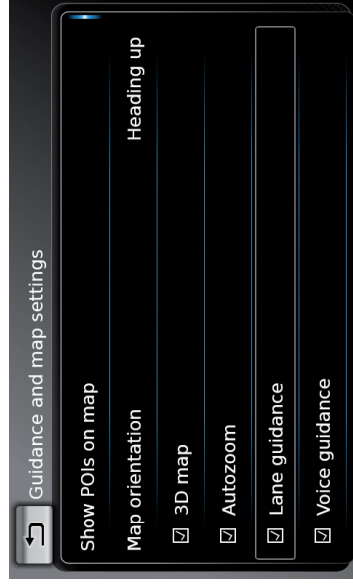 Guidance and map settings
Show POIs on map
Map orientation Heading up
3D map
Autozoom
Lane guidance
Voice guidance